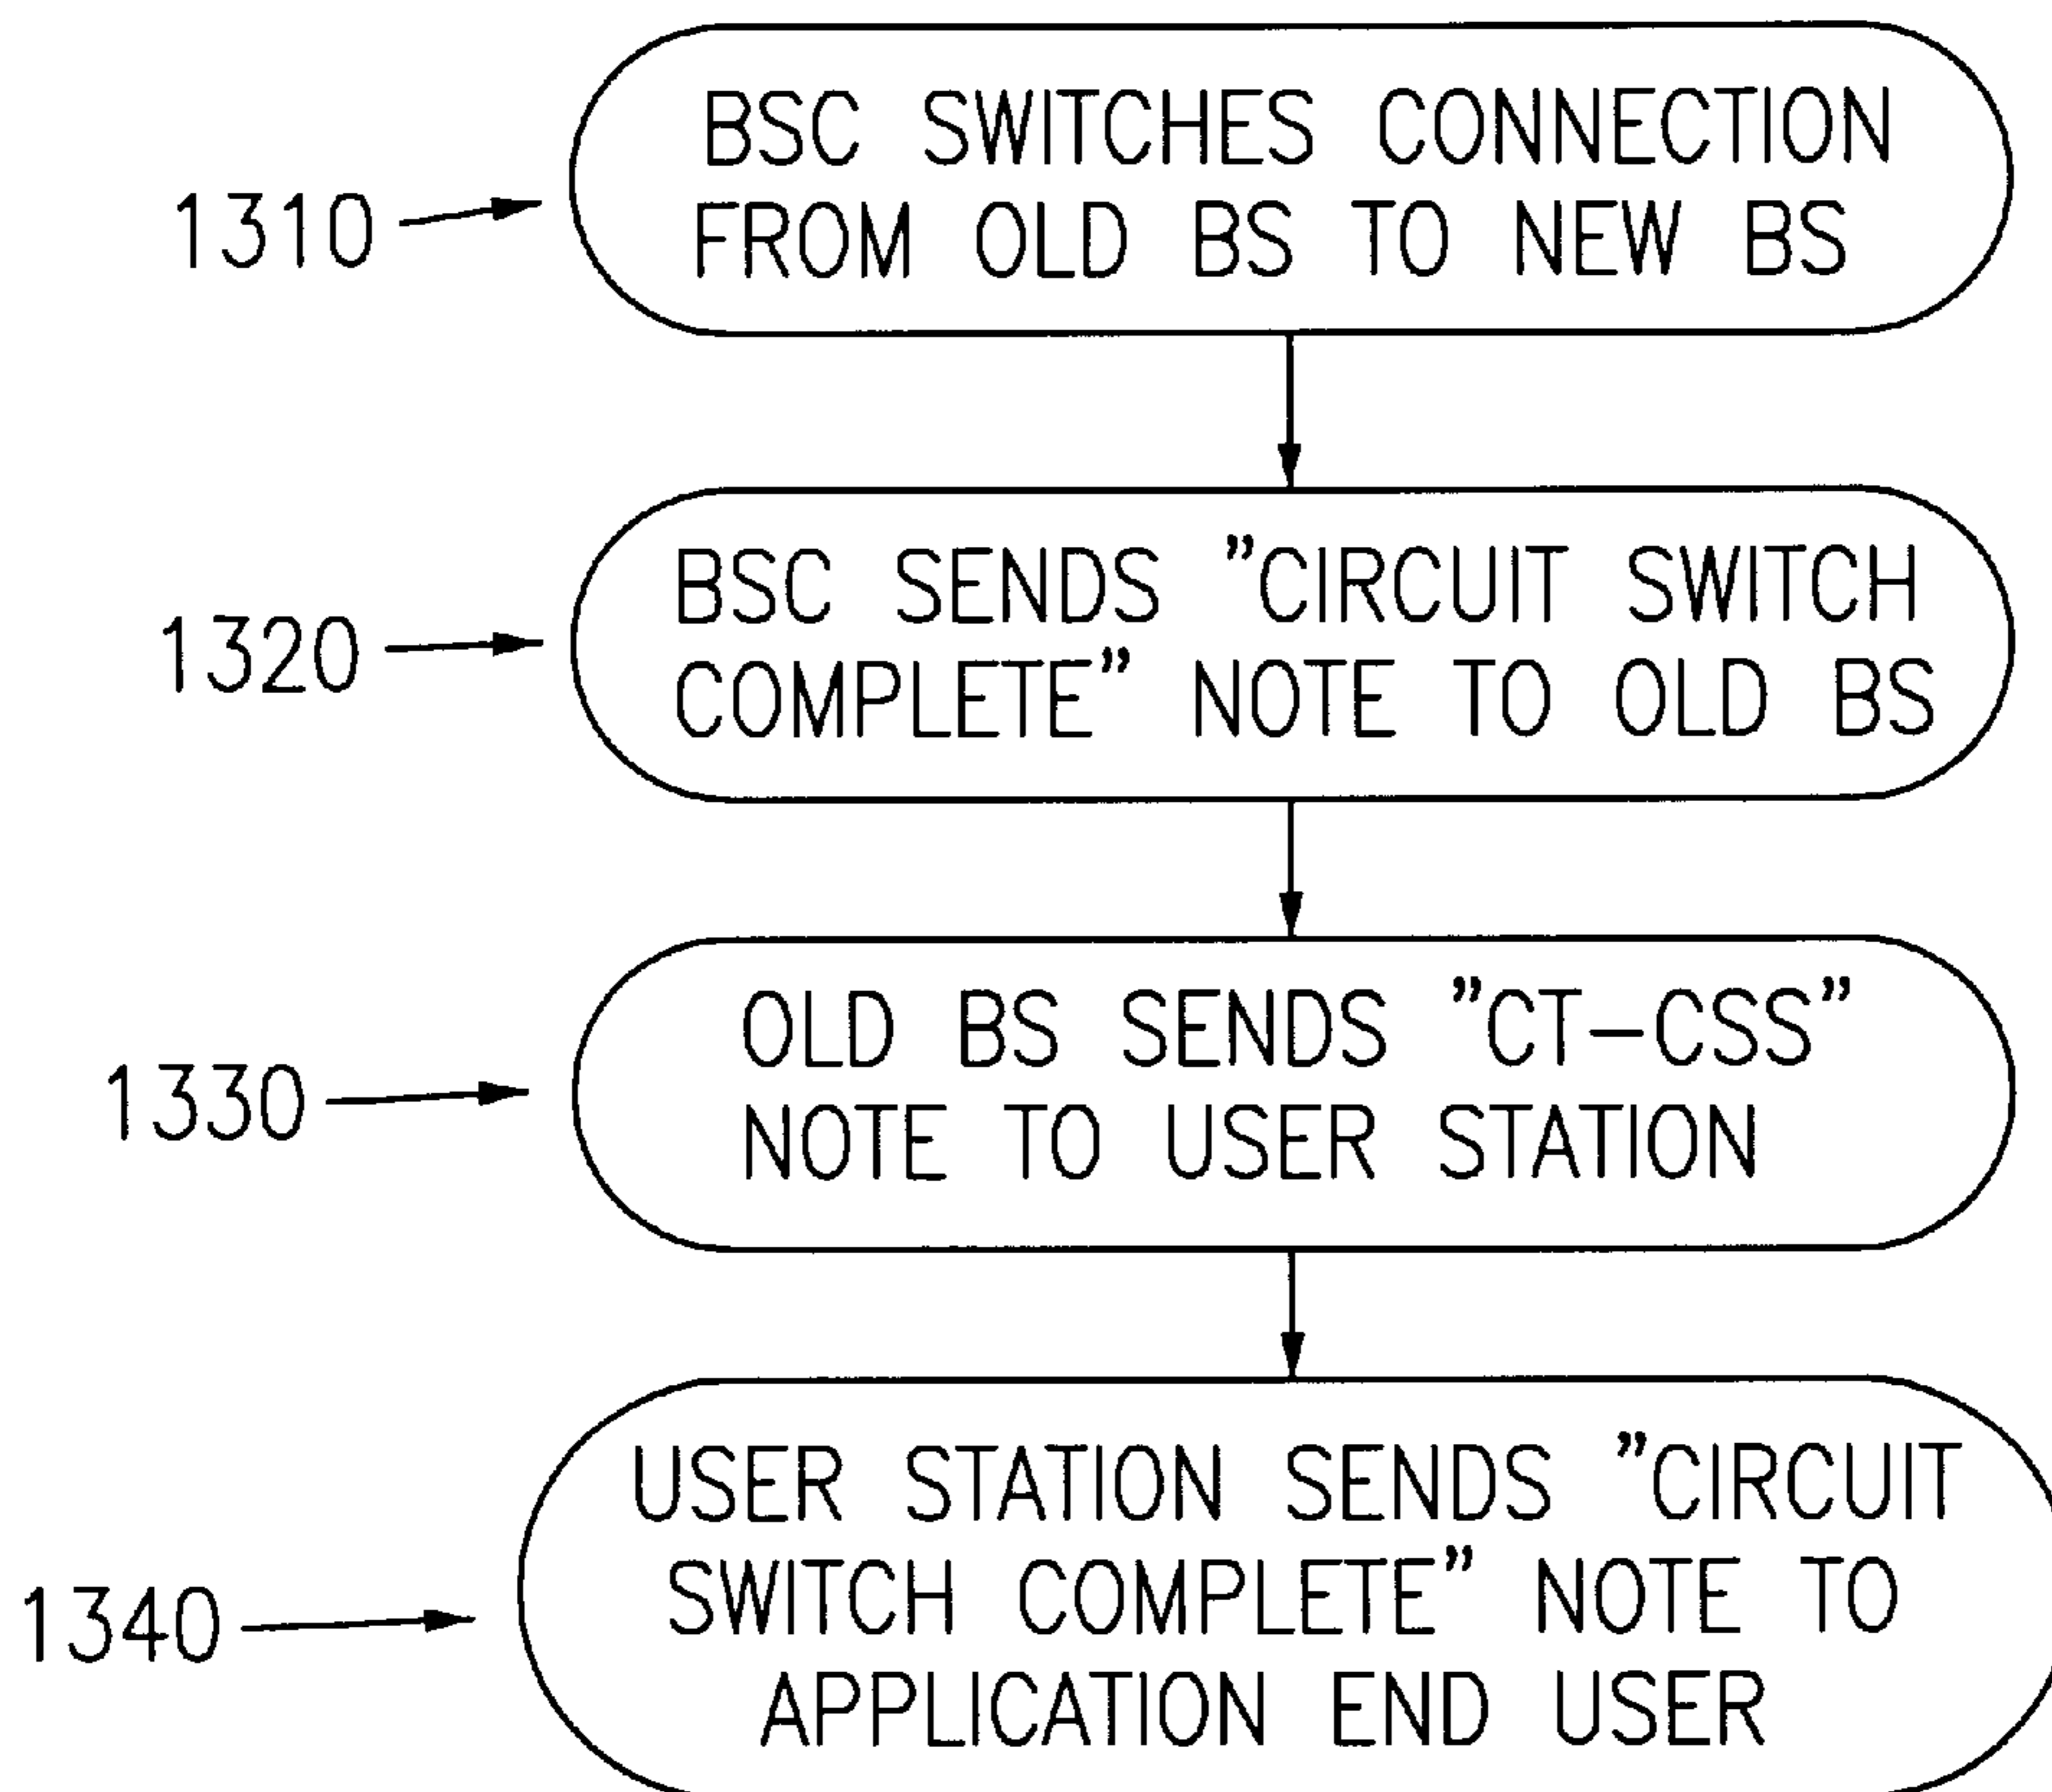 1310
BSC SWITCHES CONNECTION
FROM OLD BS TO NEW BS
1320
BSC SENDS ”CIRCUIT SWITCH
COMPLETE” NOTE TO OLD BS
1330
OLD BS SENDS ”CT–CSS”
NOTE TO USER STATION
1340
USER STATION SENDS ”CIRCUIT
SWITCH COMPLETE” NOTE TO
APPLICATION END USER